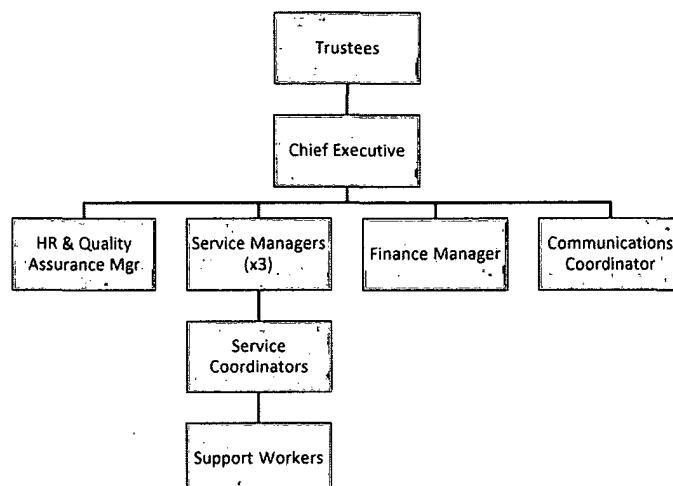 Trustees
Chief Executive
HR & Quality
Assurance Mgr
Service Managers
(x3)
Finance Manager
Communications
Coordinator
Service
Coordinators
Support Workers